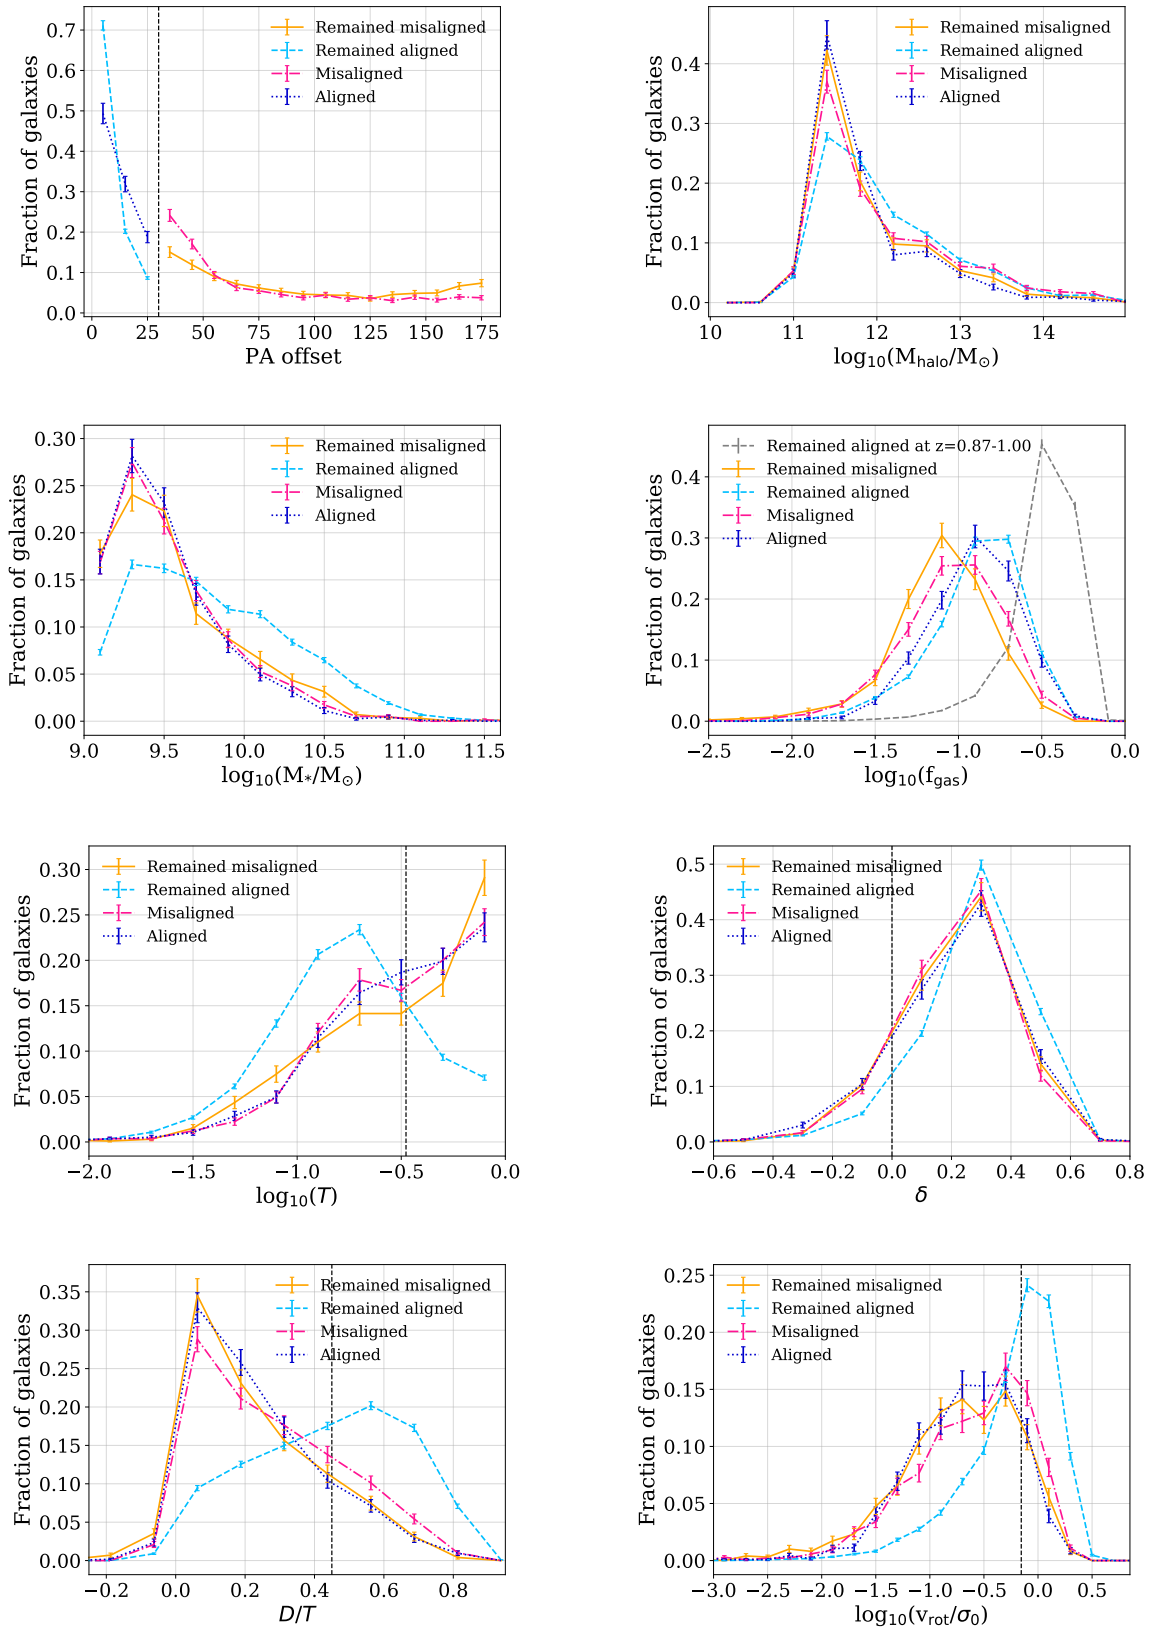 Fraction of galaxies
0.0
0.1
0.2
0.3
0.4
0.5
0.6
0.7
0 25 50 75 100 125 150 175
PA offset
Remained misaligned
Remained aligned
Misaligned
Aligned
Fraction of galaxies
0.0
0.1
0.2
0.3
0.4
10 11 12 13 14
log₁₀(M_halo/M_⊙)
Remained misaligned
Remained aligned
Misaligned
Aligned
Fraction of galaxies
0.00
0.05
0.10
0.15
0.20
0.25
0.30
9.0 9.5 10.0 10.5 11.0 11.5
log₁₀(M_*/M_⊙)
Remained misaligned
Remained aligned
Misaligned
Aligned
Fraction of galaxies
0.0
0.1
0.2
0.3
0.4
−2.5 −2.0 −1.5 −1.0 −0.5 0.0
log₁₀(f_gas)
Remained aligned at z=0.87-1.00
Remained misaligned
Remained aligned
Misaligned
Aligned
Fraction of galaxies
0.00
0.05
0.10
0.15
0.20
0.25
0.30
−2.0 −1.5 −1.0 −0.5 0.0
log₁₀(T)
Remained misaligned
Remained aligned
Misaligned
Aligned
Fraction of galaxies
0.0
0.1
0.2
0.3
0.4
0.5
−0.6 −0.4 −0.2 0.0 0.2 0.4 0.6 0.8
δ
Remained misaligned
Remained aligned
Misaligned
Aligned
Fraction of galaxies
0.00
0.05
0.10
0.15
0.20
0.25
0.30
0.35
−0.2 0.0 0.2 0.4 0.6 0.8
D/T
Remained misaligned
Remained aligned
Misaligned
Aligned
Fraction of galaxies
0.00
0.05
0.10
0.15
0.20
0.25
−3.0 −2.5 −2.0 −1.5 −1.0 −0.5 0.0 0.5
log₁₀(v_rot/σ₀)
Remained misaligned
Remained aligned
Misaligned
Aligned